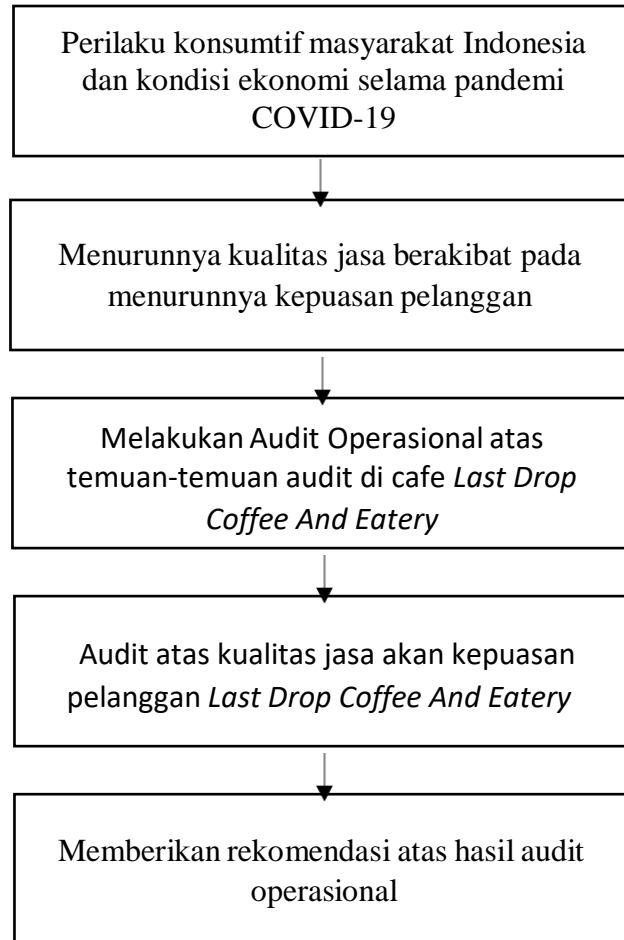 Perilaku konsumtif masyarakat Indonesia
dan kondisi ekonomi selama pandemi
COVID-19
Menurunnya kualitas jasa berakibat pada
menurunnya kepuasan pelanggan
Melakukan Audit Operasional atas
temuan-temuan audit di cafe Last Drop
Coffee And Eatery
Audit atas kualitas jasa akan kepuasan
pelanggan Last Drop Coffee And Eatery
Memberikan rekomendasi atas hasil audit
operasional